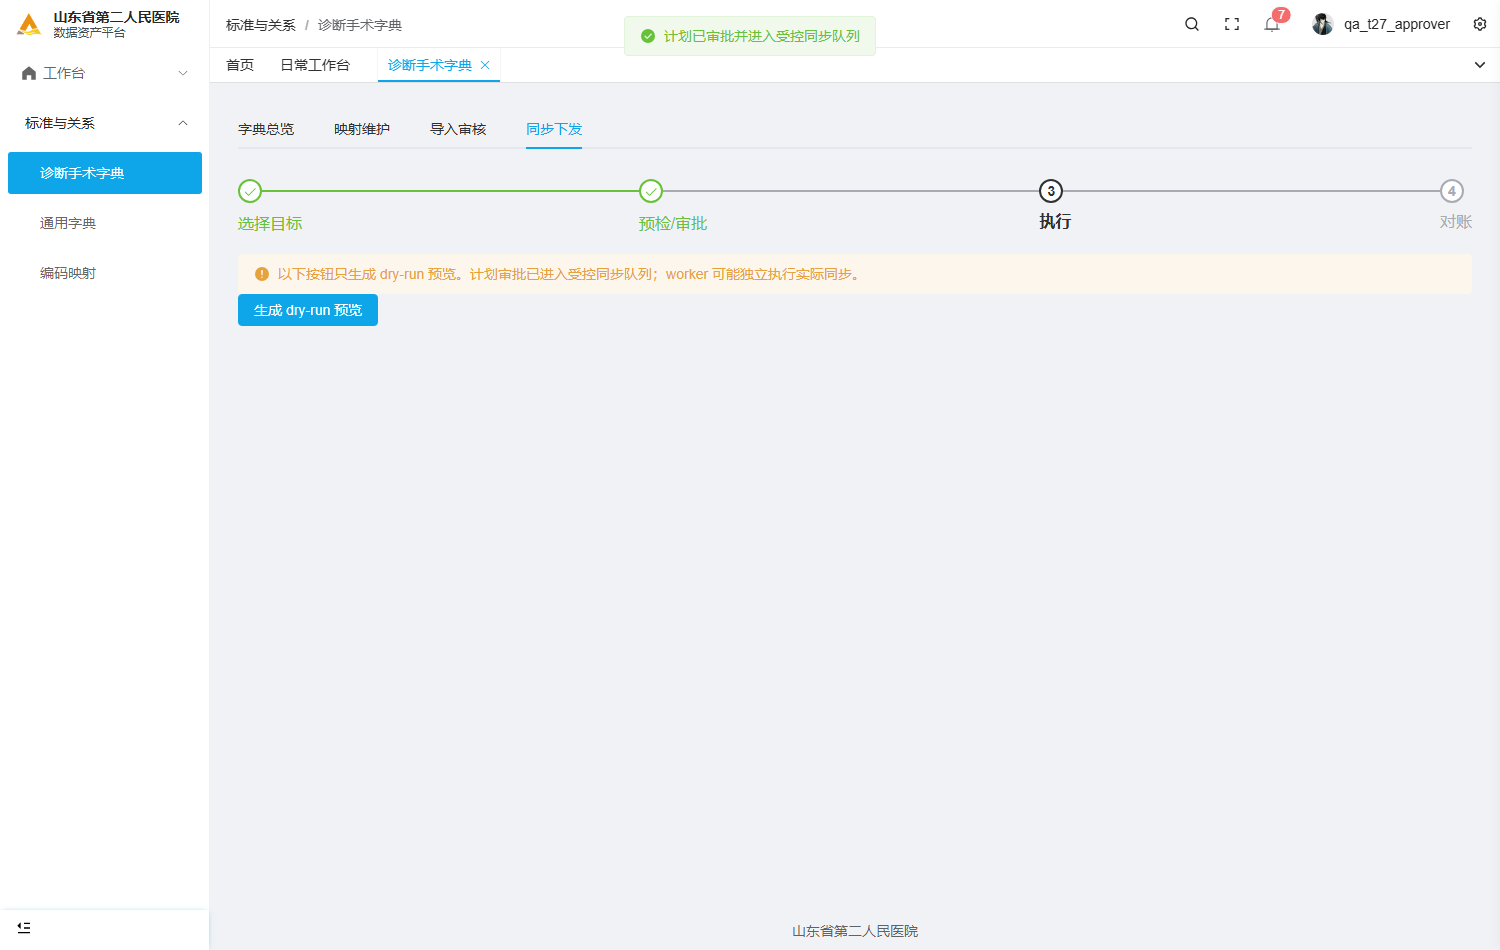 山东省第二人民医院
数据资产平台
标准与关系 / 诊断手术字典
计划已审批并进入受控同步队列
7
qa_t27_approver
首页
日常工作台
诊断手术字典
工作台
标准与关系
诊断手术字典
通用字典
编码映射
字典总览
映射维护
导入审核
同步下发
3
4
选择目标
预检/审批
执行
对账
以下按钮只生成 dry-run 预览。计划审批已进入受控同步队列；worker 可能独立执行实际同步。
生成 dry-run 预览
山东省第二人民医院